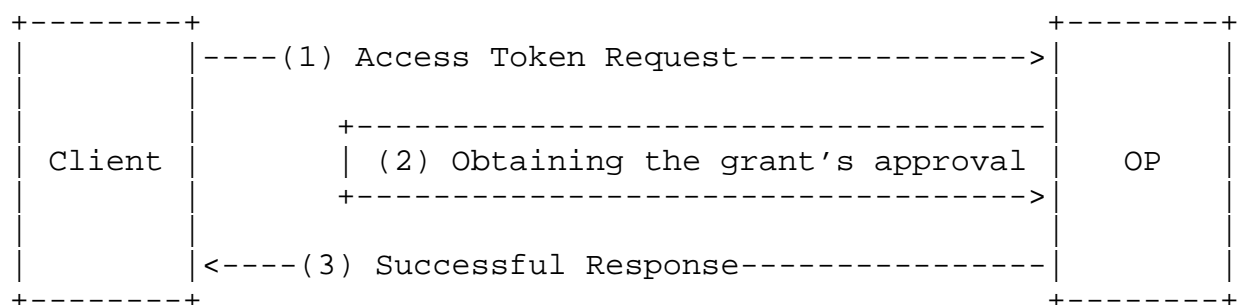 ----(1) Access Token Request--------------->
Client | (2) Obtaining the grant's approval OP
<----(3) Successful Response----------------